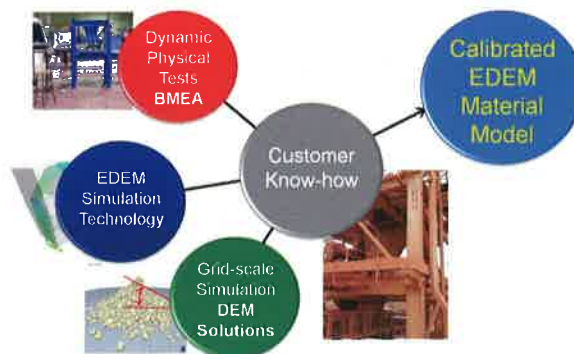 Dynamic
Physical
Tests
BMEA
Calibrated
EDEM
Material
Model
Customer
Know-how
EDEM
Simulation
Technology
Grid-scale
Simulation
DEM
Solutions